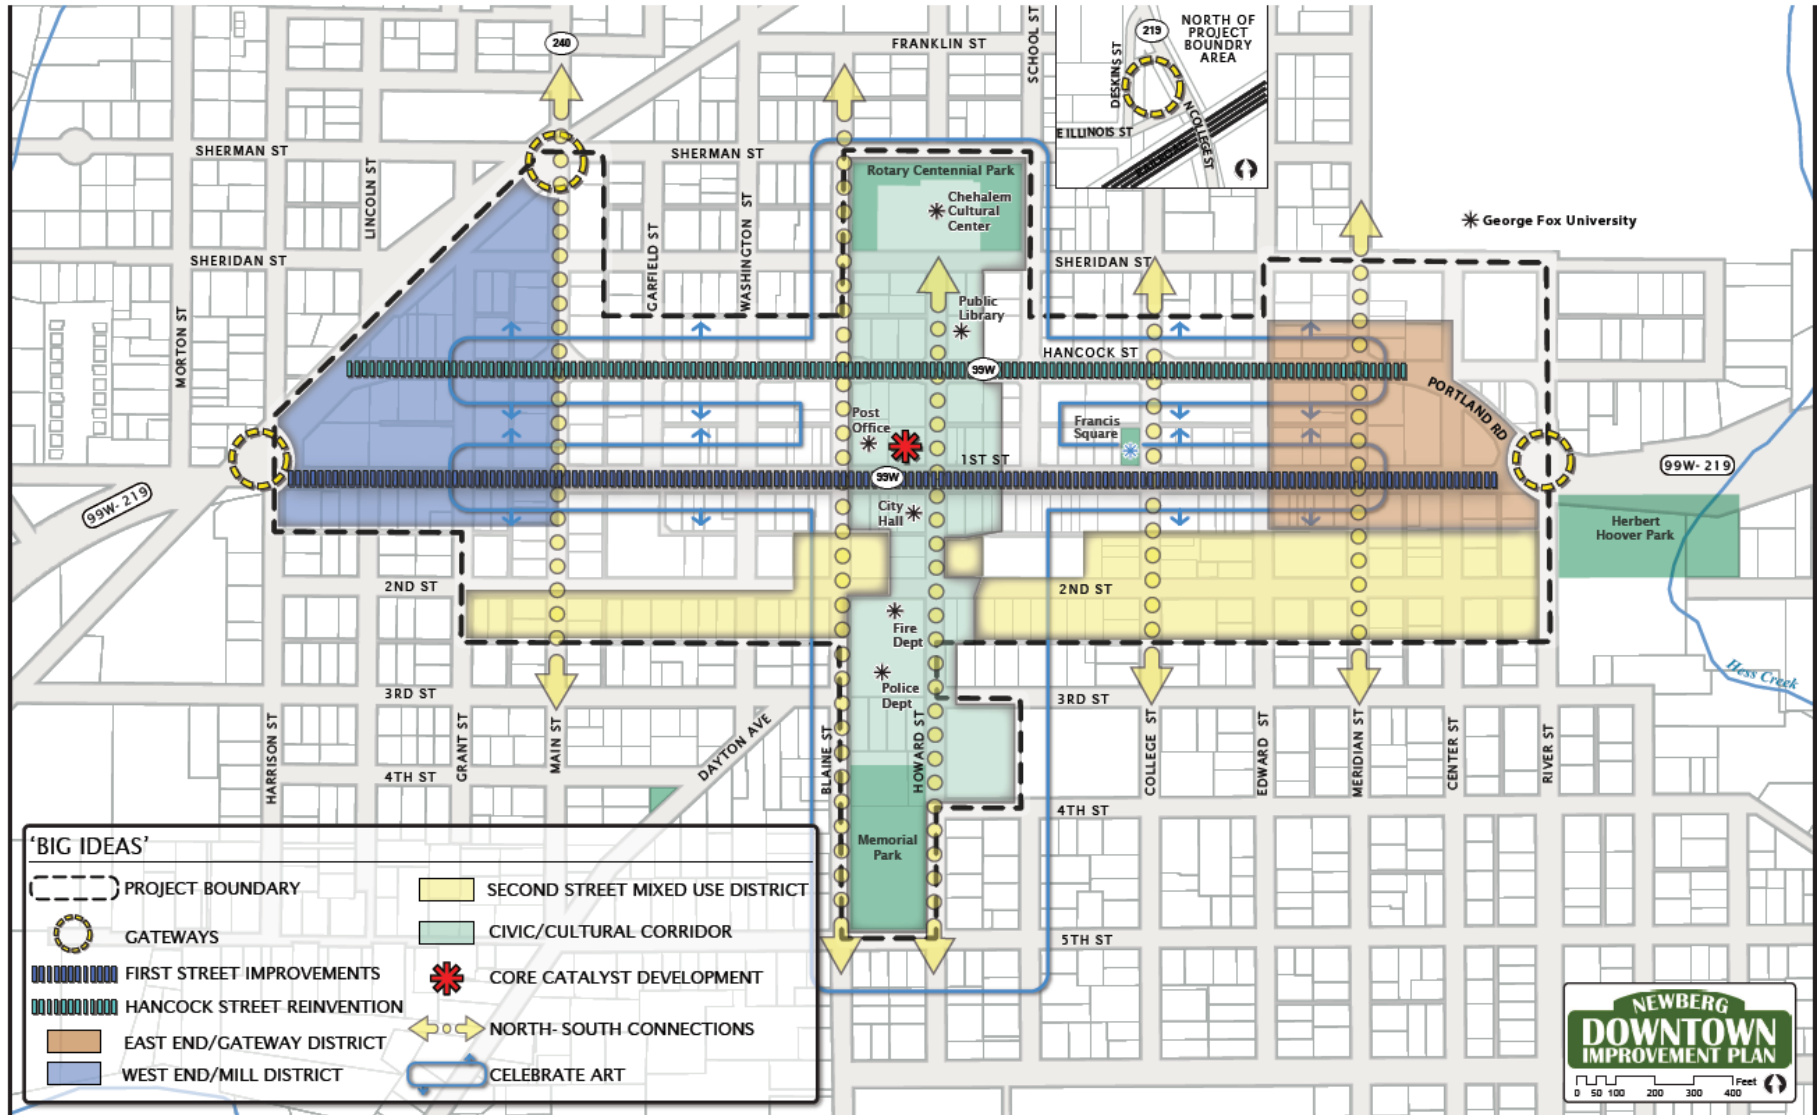 240
FRANKLIN ST
SCHOOL ST
219
NORTH OF
PROJECT
BOUNDRY
AREA
DESKINS ST
N COLLEGE ST
E ILLINOIS ST
SHERMAN ST
SHERMAN ST
LINCOLN ST
Rotary Centennial Park
Chehalem
Cultural
Center
George Fox University
SHERIDAN ST
GARFIELD ST
WASHINGTON ST
SHERIDAN ST
MORTON ST
Public
Library
HANCOCK ST
99W
PORTLAND RD
Post
Office
Francis
Square
1ST ST
99W
99W-219
99W-219
City
Hall
Herbert
Hoover Park
2ND ST
2ND ST
Fire
Dept
Police
Dept
Hess Creek
3RD ST
3RD ST
HARRISON ST
GRANT ST
MAIN ST
DAYTON AVE
BLAINE ST
HOWARD ST
COLLEGE ST
EDWARD ST
MERIDIAN ST
CENTER ST
RIVER ST
4TH ST
4TH ST
Memorial
Park
5TH ST
'BIG IDEAS'
PROJECT BOUNDARY
GATEWAYS
FIRST STREET IMPROVEMENTS
HANCOCK STREET REINVENTION
EAST END/GATEWAY DISTRICT
WEST END/MILL DISTRICT
SECOND STREET MIXED USE DISTRICT
CIVIC/CULTURAL CORRIDOR
CORE CATALYST DEVELOPMENT
NORTH- SOUTH CONNECTIONS
CELEBRATE ART
NEWBERG
DOWNTOWN
IMPROVEMENT PLAN
Feet
0 50 100 200 300 400